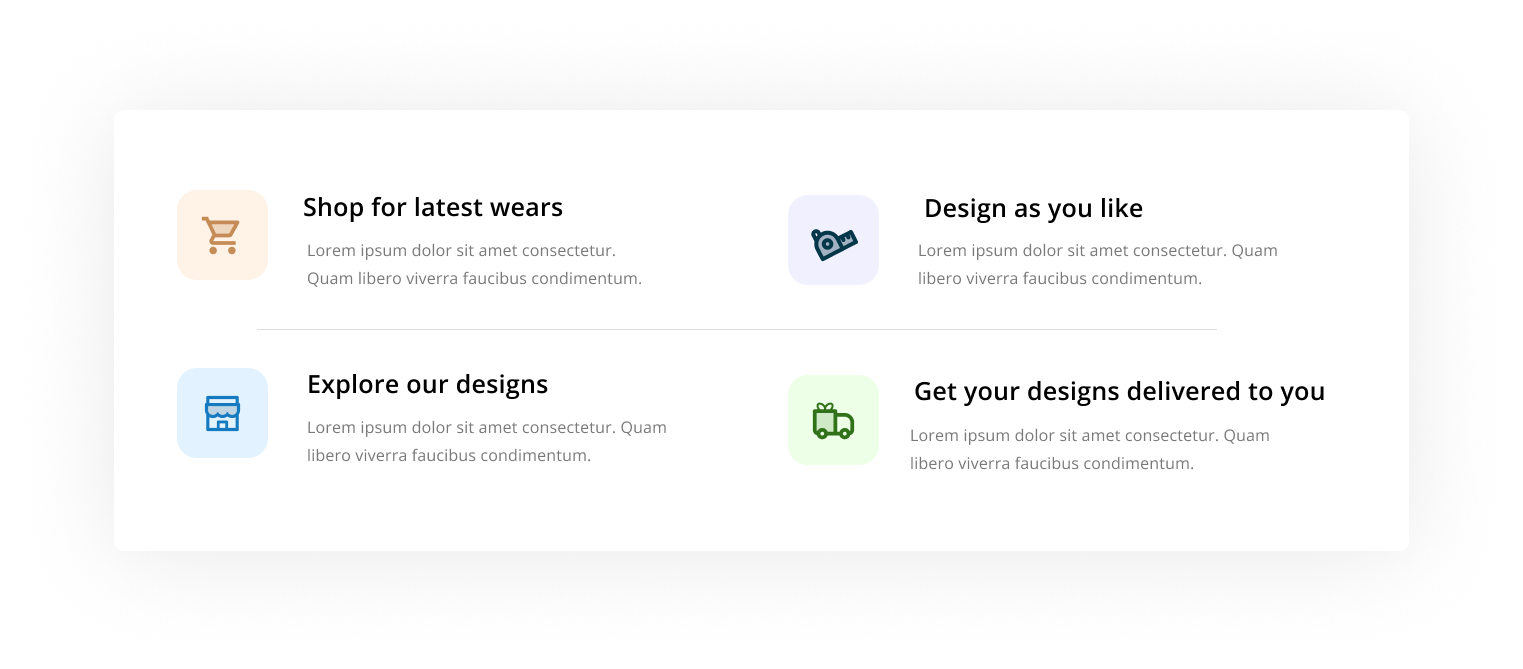 Shop for latest wears
Lorem ipsum dolor sit amet consectetur.
Quam libero viverra faucibus condimentum.
Design as you like
Lorem ipsum dolor sit amet consectetur. Quam
libero viverra faucibus condimentum.
Explore our designs
Lorem ipsum dolor sit amet consectetur. Quam
libero viverra faucibus condimentum.
Get your designs delivered to you
Lorem ipsum dolor sit amet consectetur. Quam
libero viverra faucibus condimentum.